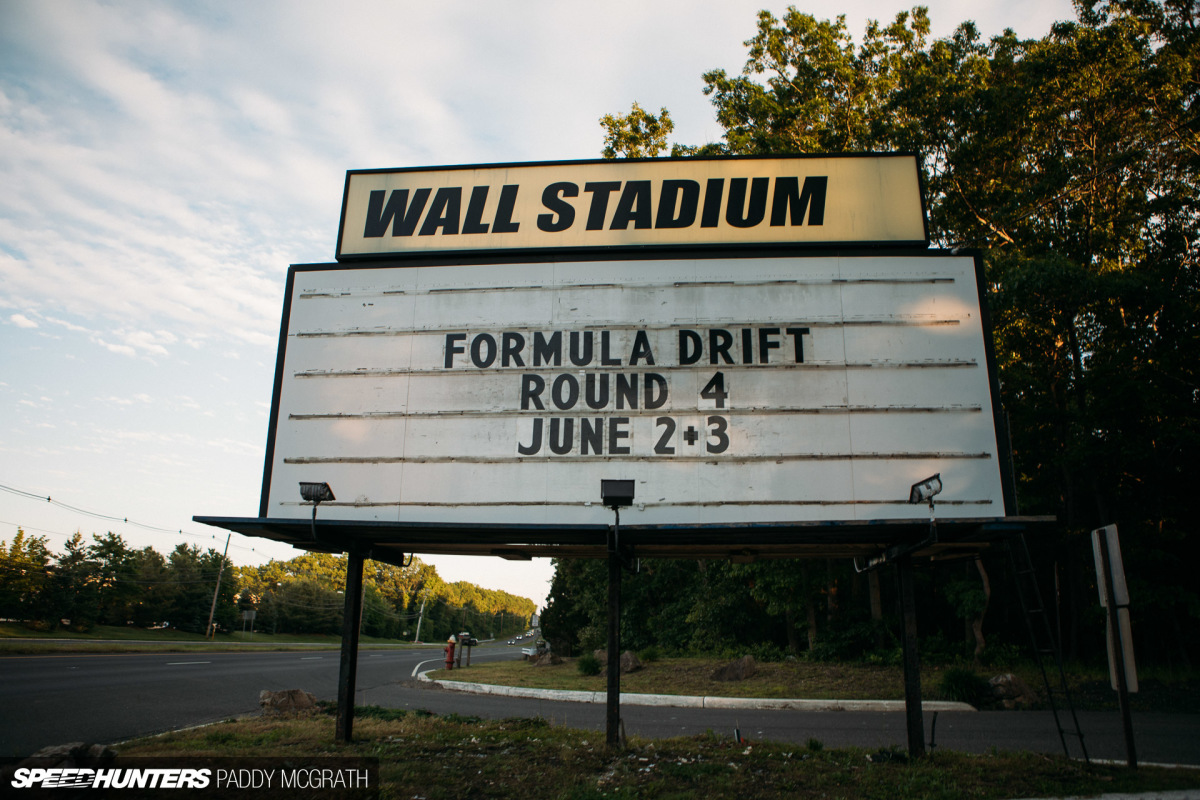 WALL STADIUM
FORMULA DRIFT
ROUND 4
JUNE 2+3
SPEEDHUNTERS PADDY MCGRATH